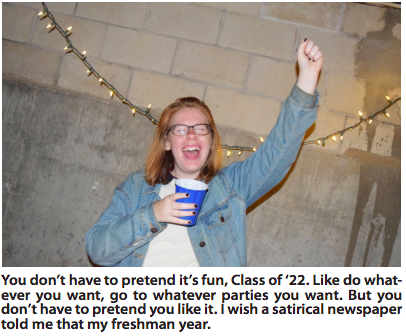 You don't have to pretend it's fun, Class of '22. Like do what-
ever you want, go to whatever parties you want. But you
don't have to pretend you like it. I wish a satirical newspaper
told me that my freshman year.